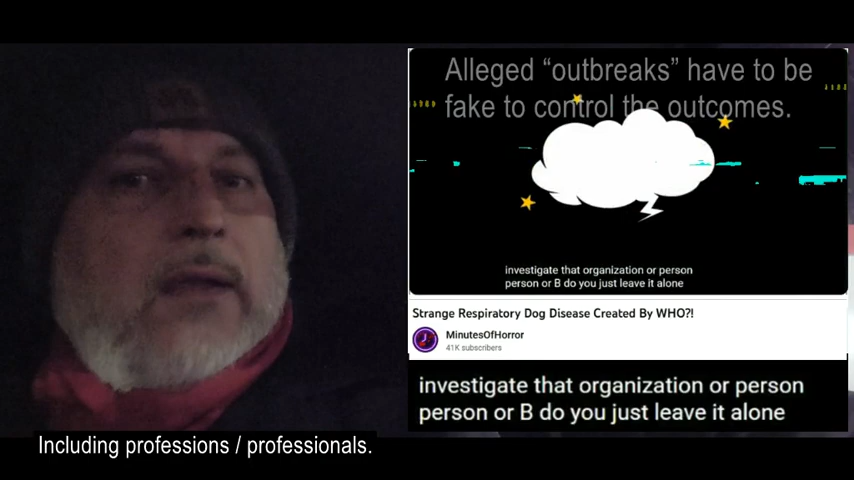 Alleged “outbreaks” have to be
fake to control the outcomes.
investigate that organization or person
person or B do you just leave it alone
Strange Respiratory Dog Disease Created By WHO?!
MinutesOfHorror
41K subscribers
investigate that organization or person
person or B do you just leave it alone
Including professions / professionals.